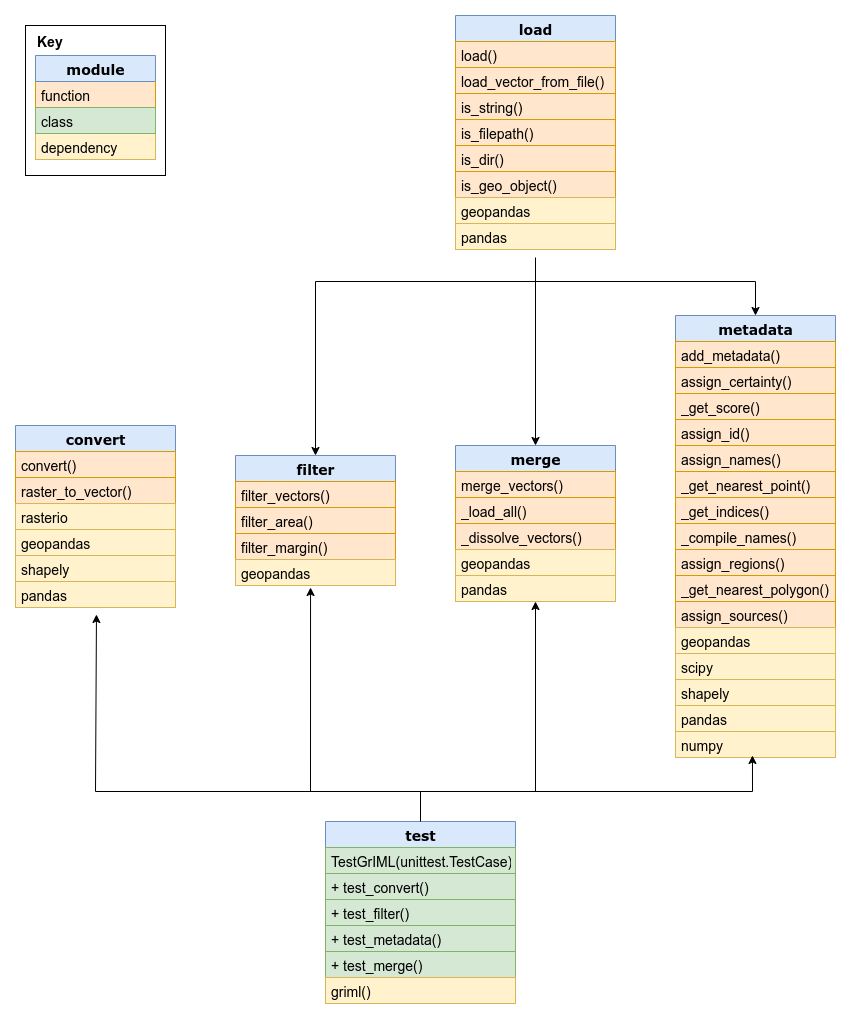 Key
module
function
class
dependency
load
load()
load_vector_from_file()
is_string()
is_filepath()
is_dir()
is_geo_object()
geopandas
pandas
metadata
add_metadata()
assign_certainty()
_get_score()
assign_id()
assign_names()
_get_nearest_point()
_get_indices()
_compile_names()
assign_regions()
_get_nearest_polygon()
assign_sources()
geopandas
scipy
shapely
pandas
numpy
convert
convert()
raster_to_vector()
rasterio
geopandas
shapely
pandas
filter
filter_vectors()
filter_area()
filter_margin()
geopandas
merge
merge_vectors()
_load_all()
_dissolve_vectors()
geopandas
pandas
test
TestGrIML(unittest.TestCase)
+ test_convert()
+ test_filter()
+ test_metadata()
+ test_merge()
griml()